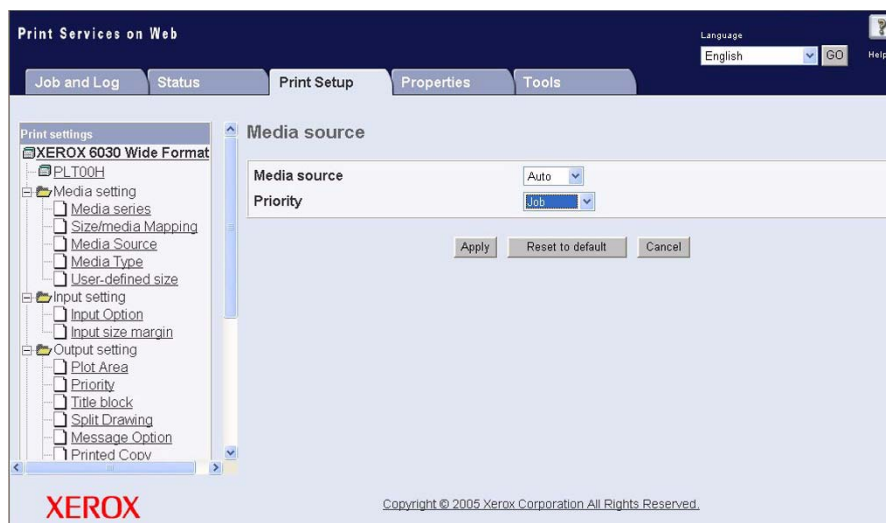 Print Services on Web
Language
English
GO
?
Help
Job and Log
Status
Print Setup
Properties
Tools
Print settings
XEROX 6030 Wide Format
PLT00H
Media setting
Media series
Size/media Mapping
Media Source
Media Type
User-defined size
Input setting
Input Option
Input size margin
Output setting
Plot Area
Priority
Title block
Split Drawing
Message Option
Printed Copy
Media source
Media source
Auto
Priority
Job
Apply
Reset to default
Cancel
XEROX
Copyright © 2005 Xerox Corporation All Rights Reserved.